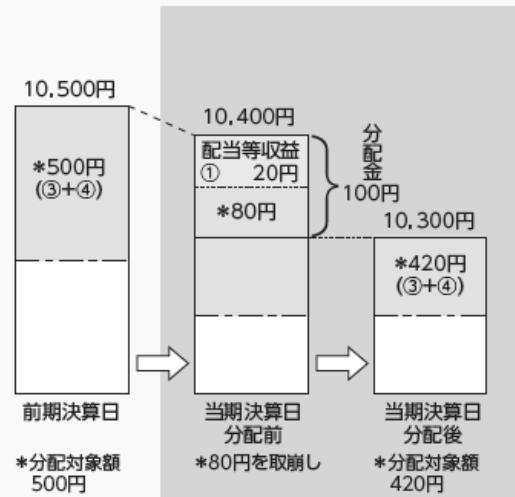 10,500円
*500円
(③+④)
前期決算日
*分配対象額
500円
10,400円
配当等収益
① 20円
*80円
分配金
100円
当期決算日
分配前
*80円を取崩し
10,300円
*420円
(③+④)
当期決算日
分配後
*分配対象額
420円